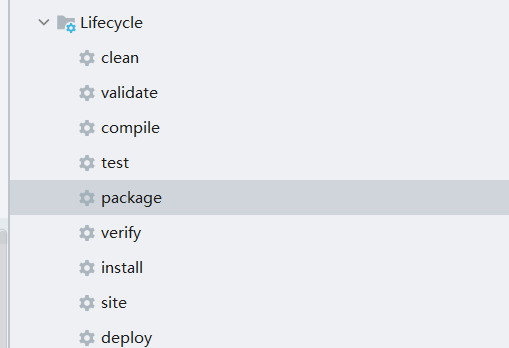 Lifecycle
clean
validate
compile
test
package
verify
install
site
deploy